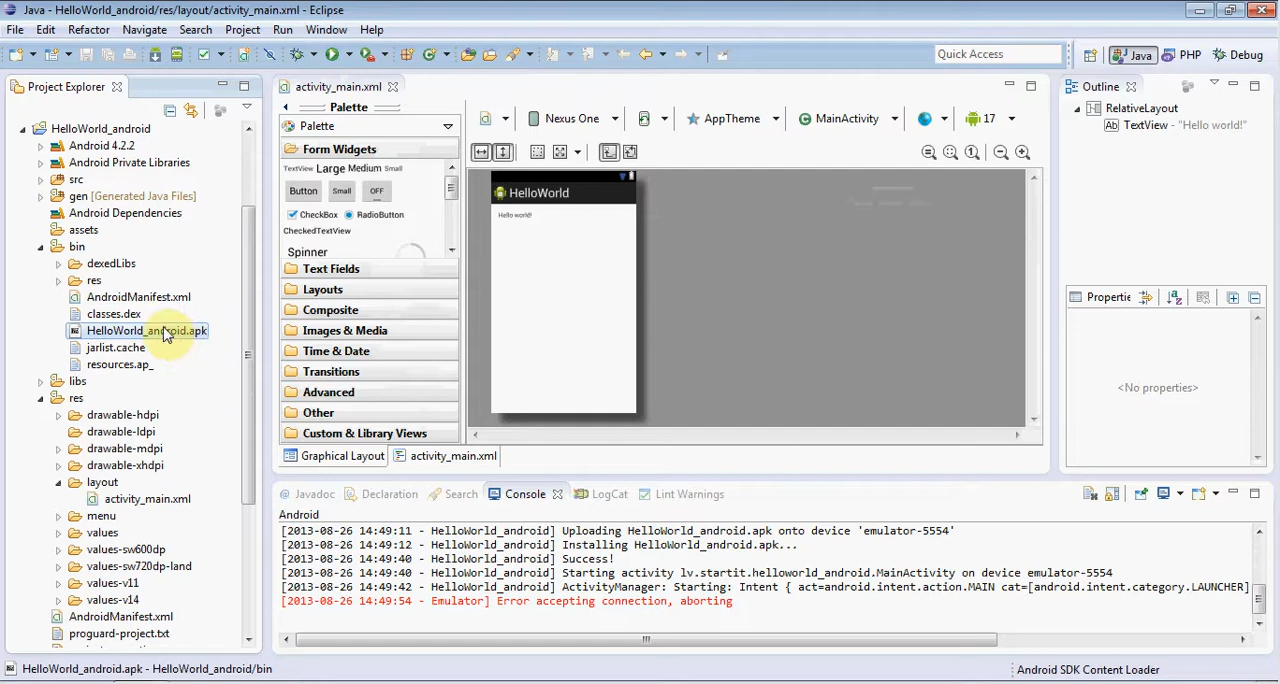 Java - HelloWorld_android/res/layout/activity_main.xml - Eclipse
File Edit Refactor Navigate Search Project Run Window Help
Quick Access Java PHP Debug
Project Explorer
HelloWorld_android
Android 4.2.2
Android Private Libraries
src
gen [Generated Java Files]
Android Dependencies
assets
bin
dexedLibs
res
AndroidManifest.xml
classes.dex
HelloWorld_android.apk
jarlist.cache
resources.ap_
libs
res
drawable-hdpi
drawable-ldpi
drawable-mdpi
drawable-xhdpi
layout
activity_main.xml
menu
values
values-sw600dp
values-sw720dp-land
values-v11
values-v14
AndroidManifest.xml
proguard-project.txt
activity_main.xml
Palette
Palette
Form Widgets
TextView Large Medium Small
Button Small OFF
CheckBox RadioButton
CheckedTextView
Spinner
Text Fields
Layouts
Composite
Images & Media
Time & Date
Transitions
Advanced
Other
Custom & Library Views
Nexus One AppTheme MainActivity 17
HelloWorld
Hello world!
Graphical Layout activity_main.xml
Outline
RelativeLayout
Ab TextView - "Hello world!"
Propertie
<No properties>
@ Javadoc Declaration Search Console LogCat Lint Warnings
Android
[2013-08-26 14:49:11 - HelloWorld_android] Uploading HelloWorld_android.apk onto device 'emulator-5554'
[2013-08-26 14:49:12 - HelloWorld_android] Installing HelloWorld_android.apk...
[2013-08-26 14:49:40 - HelloWorld_android] Success!
[2013-08-26 14:49:40 - HelloWorld_android] Starting activity lv.startit.helloworld_android.MainActivity on device emulator-5554
[2013-08-26 14:49:42 - HelloWorld_android] ActivityManager: Starting: Intent { act=android.intent.action.MAIN cat=[android.intent.category.LAUNCHER]
[2013-08-26 14:49:54 - Emulator] Error accepting connection, aborting
HelloWorld_android.apk - HelloWorld_android/bin
Android SDK Content Loader